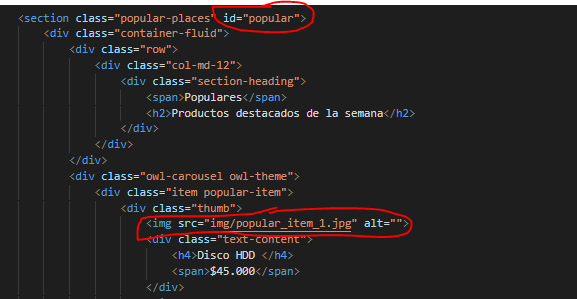 <section class="popular-places" id="popular">
<div class="container-fluid">
<div class="row">
<div class="col-md-12">
<div class="section-heading">
<span>Populares</span>
<h2>Productos destacados de la semana</h2>
</div>
</div>
</div>
<div class="owl-carousel owl-theme">
<div class="item popular-item">
<div class="thumb">
<img src="img/popular_item_1.jpg" alt="">
<div class="text-content">
<h4>Disco HDD </h4>
<span>$45.000</span>
</div>